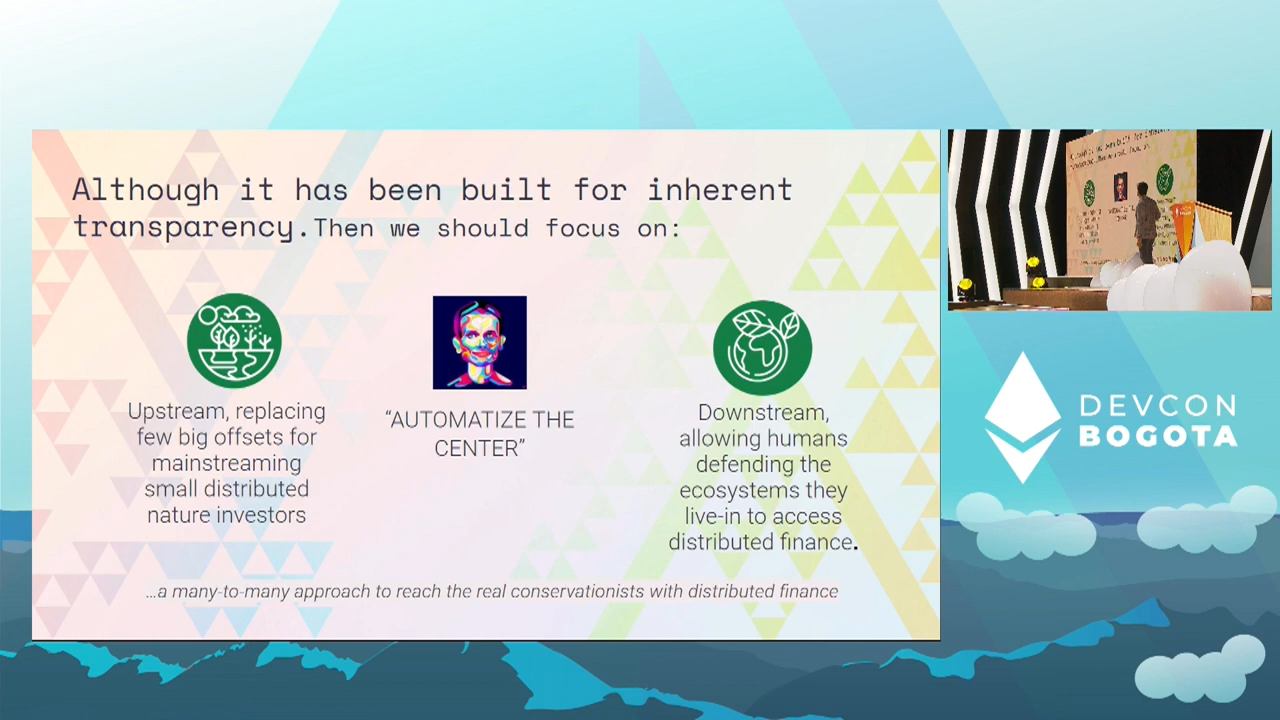 Although it has been built for inherent
transparency. Then we should focus on:
Upstream, replacing
few big offsets for
mainstreaming
small distributed
nature investors
“AUTOMATIZE THE
CENTER”
Downstream,
allowing humans
defending the
ecosystems they
live-in to access
distributed finance.
...a many-to-many approach to reach the real conservationists with distributed finance
DEVCON
BOGOTA